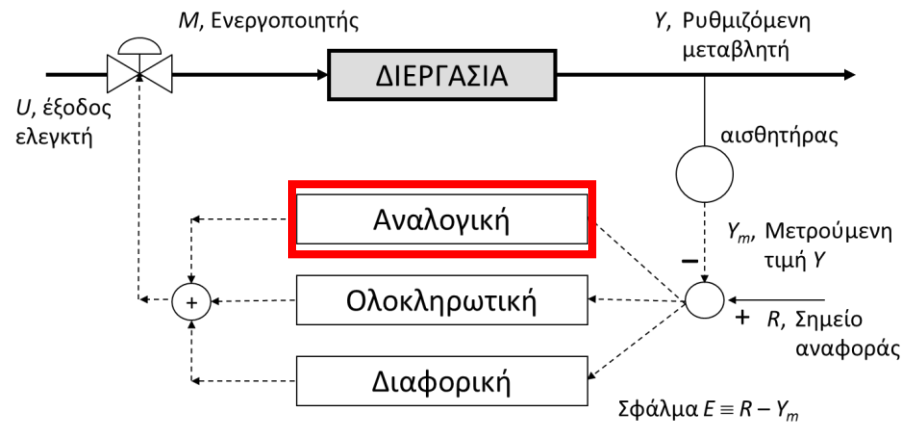 M, Ενεργοποιητής
Y, Ρυθμιζόμενη
μεταβλητή
ΔΙΕΡΓΑΣΙΑ
U, έξοδος
ελεγκτή
αισθητήρας
Αναλογική
Yₘ, Μετρούμενη
τιμή Y
−
Ολοκληρωτική
+
+
R, Σημείο
αναφοράς
Διαφορική
Σφάλμα E ≡ R − Yₘ